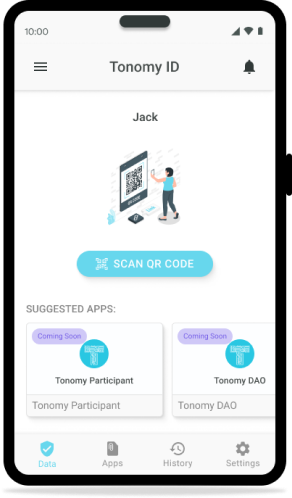 10:00
Tonomy ID
Jack
SCAN QR CODE
SUGGESTED APPS:
Coming Soon
Coming Soon
Tonomy Participant
Tonomy DAO
Tonomy Participant
Tonomy DAO
Data
Apps
History
Settings